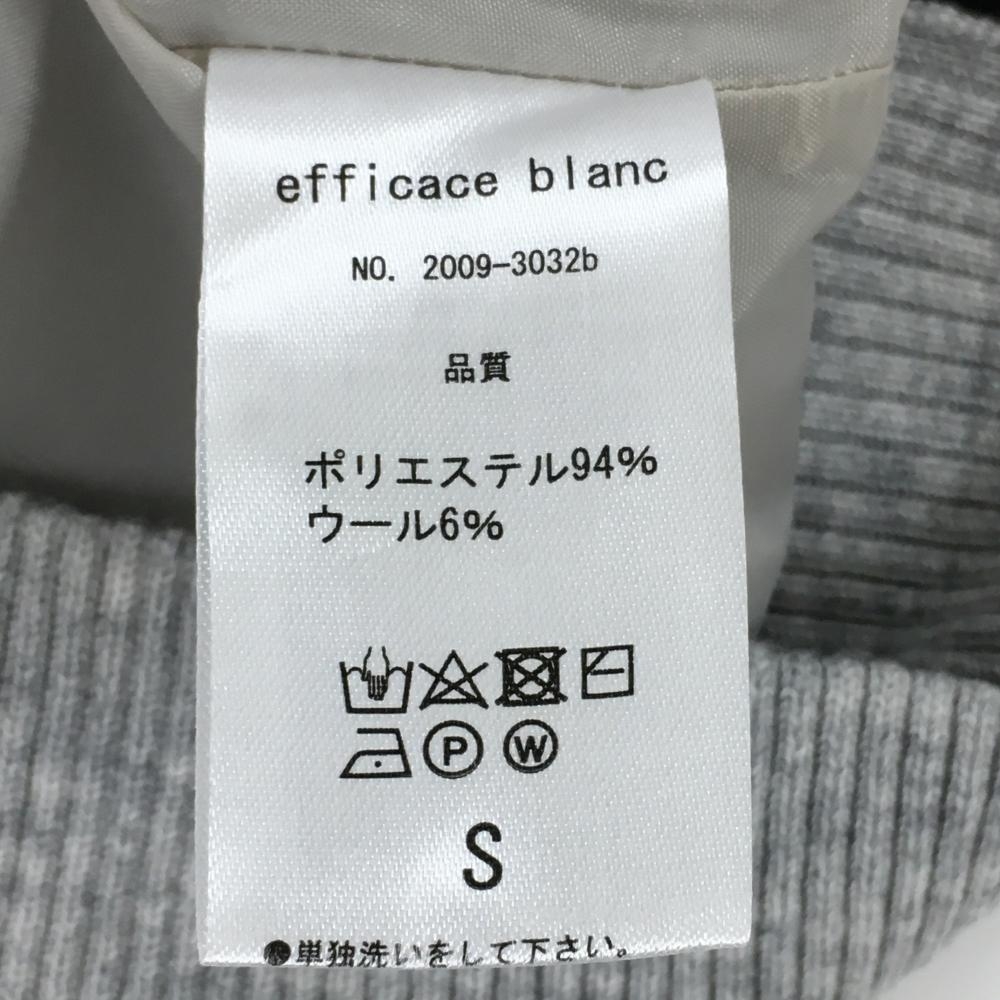 efficace blanc
NO. 2009-3032b
品質
ポリエステル94%
ウール6%
P W
S
●単独洗いをして下さい。